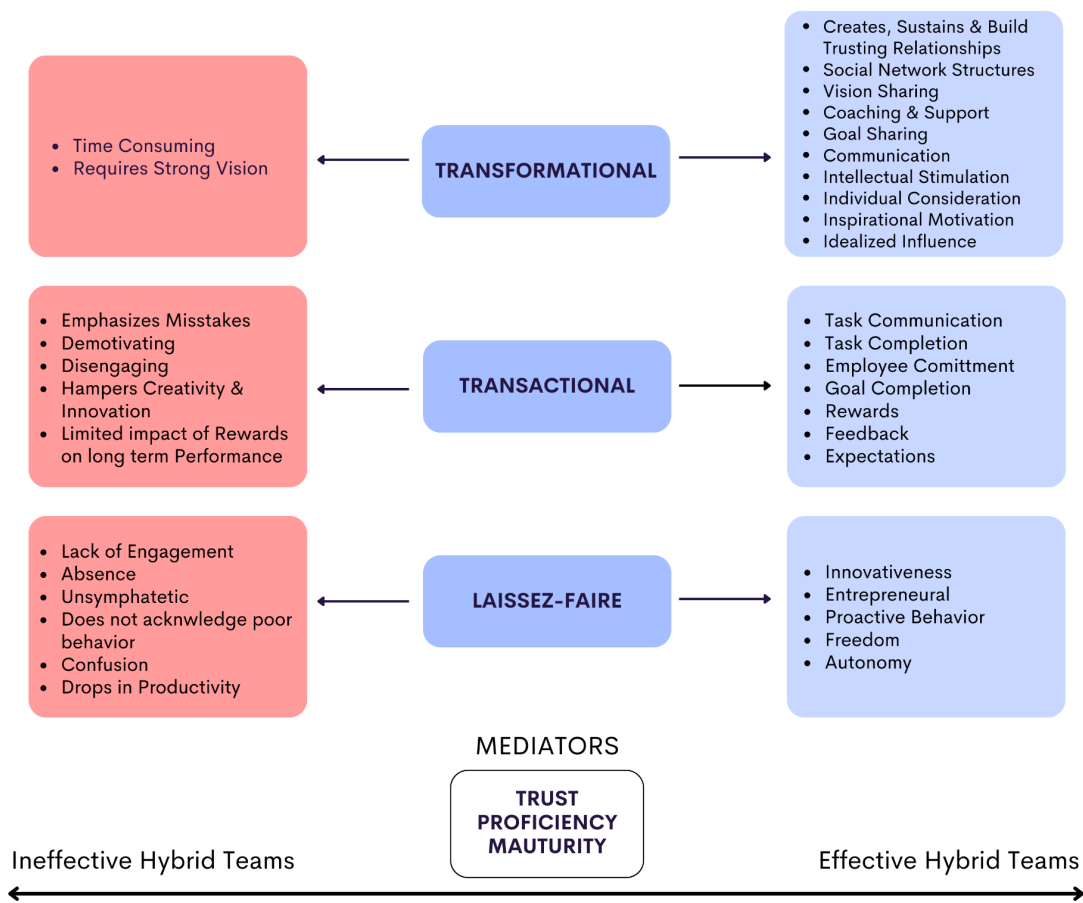 • Time Consuming
• Requires Strong Vision
TRANSFORMATIONAL
• Creates, Sustains & Build
Trusting Relationships
• Social Network Structures
• Vision Sharing
• Coaching & Support
• Goal Sharing
• Communication
• Intellectual Stimulation
• Individual Consideration
• Inspirational Motivation
• Idealized Influence
• Emphasizes Misstakes
• Demotivating
• Disengaging
• Hampers Creativity &
Innovation
• Limited impact of Rewards
on long term Performance
TRANSACTIONAL
• Task Communication
• Task Completion
• Employee Comittment
• Goal Completion
• Rewards
• Feedback
• Expectations
• Lack of Engagement
• Absence
• Unsymphatetic
• Does not acknwledge poor
behavior
• Confusion
• Drops in Productivity
LAISSEZ-FAIRE
• Innovativeness
• Entrepreneural
• Proactive Behavior
• Freedom
• Autonomy
MEDIATORS
TRUST
PROFICIENCY
MAUTURITY
Ineffective Hybrid Teams
Effective Hybrid Teams